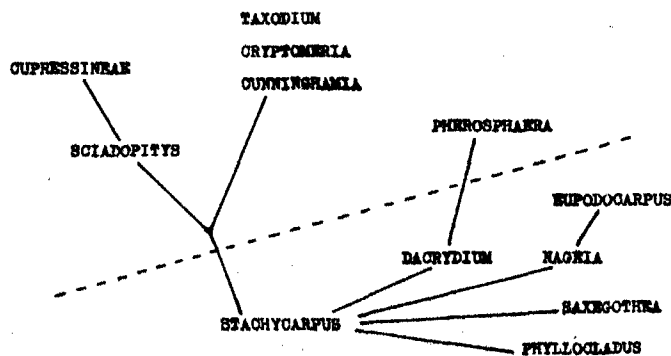 TAXODIUM
CRYPTOMERIA
CUPRESSINEAE
CUNNINGHAMIA
PHEROSPHAERA
SCIADOPITYS
EUPODOCARPUS
DACRYDIUM
NAGEIA
SAXEGOTHEA
STACHYCARPUS
PHYLLOCLADUS